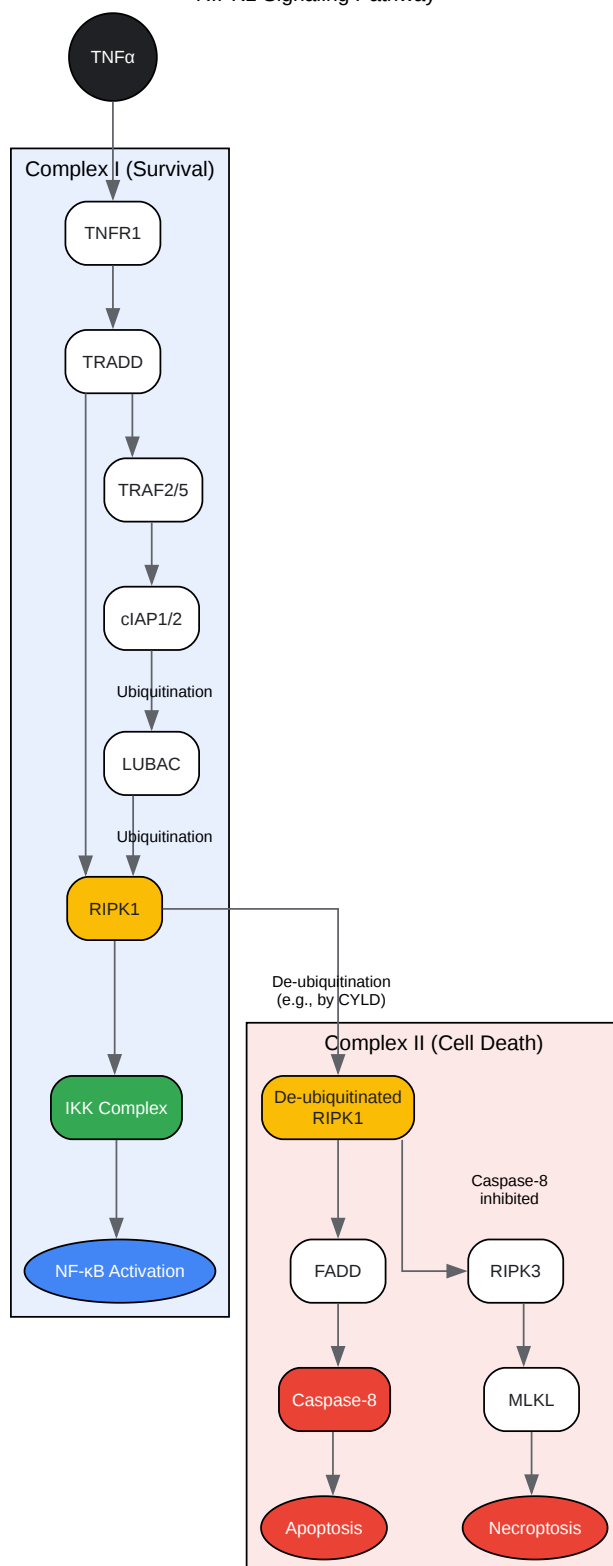 Signaling Pathway
TNFα
Complex I (Survival)
TNFR1
TRADD
TRAF2/5
cIAP1/2
Ubiquitination
LUBAC
Ubiquitination
RIPK1
De-ubiquitination
(e.g., by CYLD)
Complex II (Cell Death)
IKK Complex
De-ubiquitinated
RIPK1
Caspase-8
inhibited
NF-κB Activation
FADD
RIPK3
Caspase-8
MLKL
Apoptosis
Necroptosis